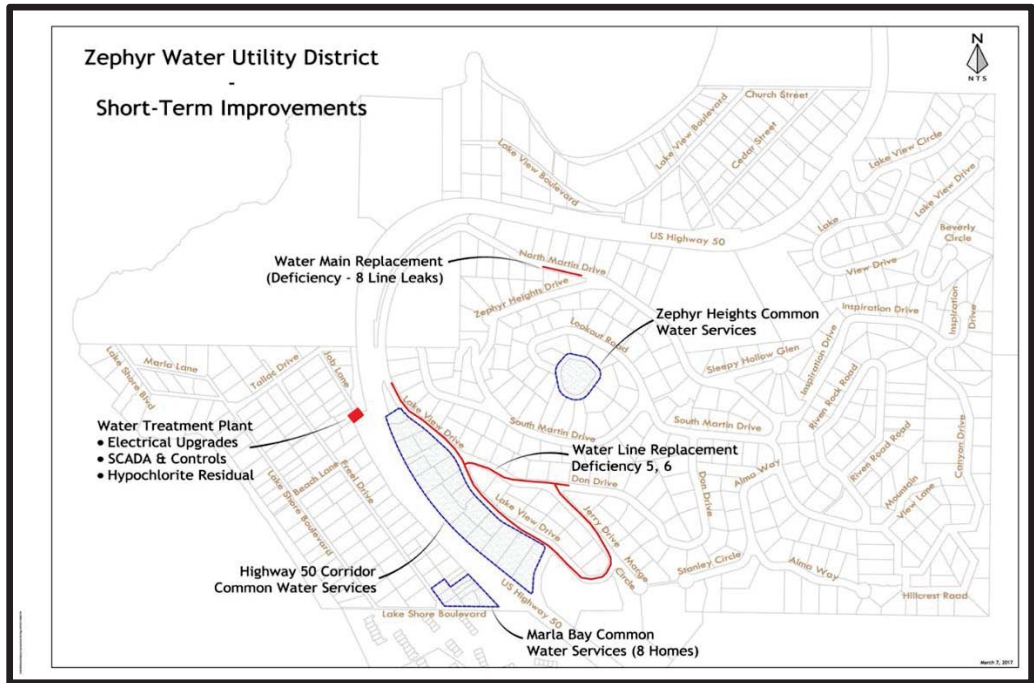 Zephyr Water Utility District
-
Short-Term Improvements
N
NTS
Church Street
Lake View Boulevard
Cedar Street
Lake View Boulevard
Lake View Circle
Lake View Drive
Lake
View Drive
Beverly
Circle
US Highway 50
North Martin Drive
Water Main Replacement
(Deficiency - 8 Line Leaks)
Zephyr Heights Drive
Zephyr Heights Common
Water Services
Lookout Road
Inspiration Drive
Inspiration Drive
Inspiration
Drive
Sleepy Hollow Glen
Riven Rock Road
Marla Lane
Lake Shore Blvd
Tallac Drive
Job Lane
Water Treatment Plant
• Electrical Upgrades
• SCADA & Controls
• Hypochlorite Residual
Lake View Drive
South Martin Drive
South Martin Drive
Water Line Replacement
Deficiency 5, 6
Don Drive
Don Drive
Alma Way
Riven Road Road
Canyon Drive
Mountain
View Lane
Beach Lane
Freel Drive
Lake Shore Boulevard
Lake View Drive
Jerry Drive
Marge
Circle
Stanley Circle
Alma Way
Hillcrest Road
Highway 50 Corridor
Common Water Services
US Highway 50
Lake Shore Boulevard
Marla Bay Common
Water Services (8 Homes)
March 7, 2017